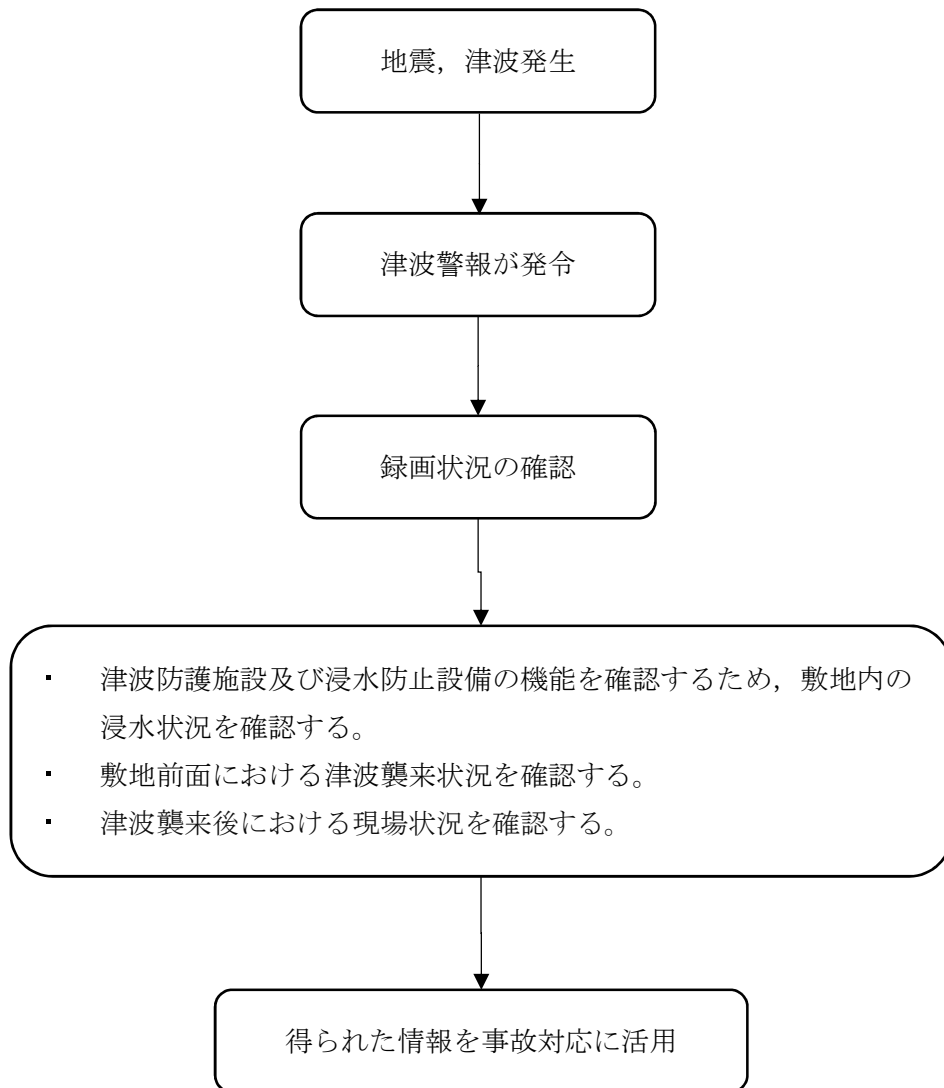 地震，津波発生
津波警報が発令
録画状況の確認
・ 津波防護施設及び浸水防止設備の機能を確認するため，敷地内の
浸水状況を確認する。
・ 敷地前面における津波襲来状況を確認する。
・ 津波襲来後における現場状況を確認する。
得られた情報を事故対応に活用